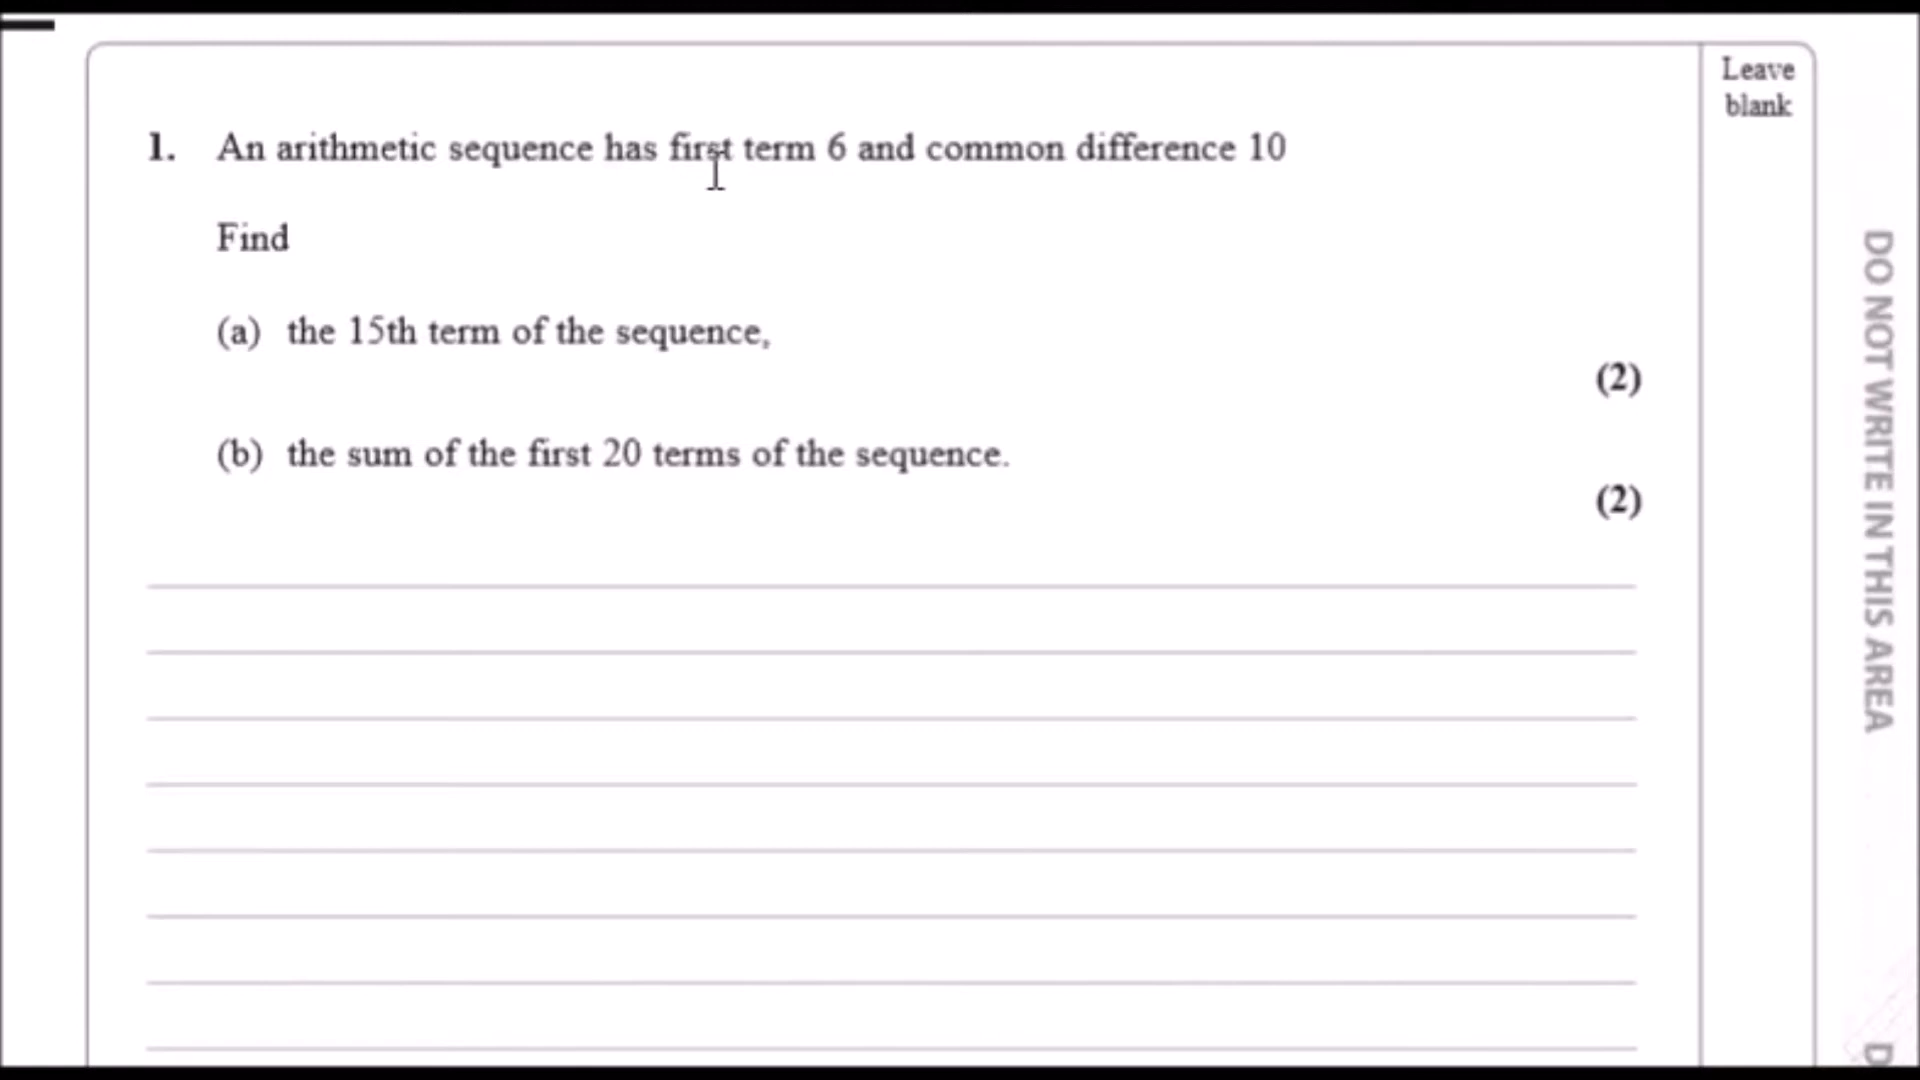 Leave
blank
1. An arithmetic sequence has first term 6 and common difference 10
Find
(a) the 15th term of the sequence,
(2)
(b) the sum of the first 20 terms of the sequence.
(2)
DO NOT WRITE IN THIS AREA
D